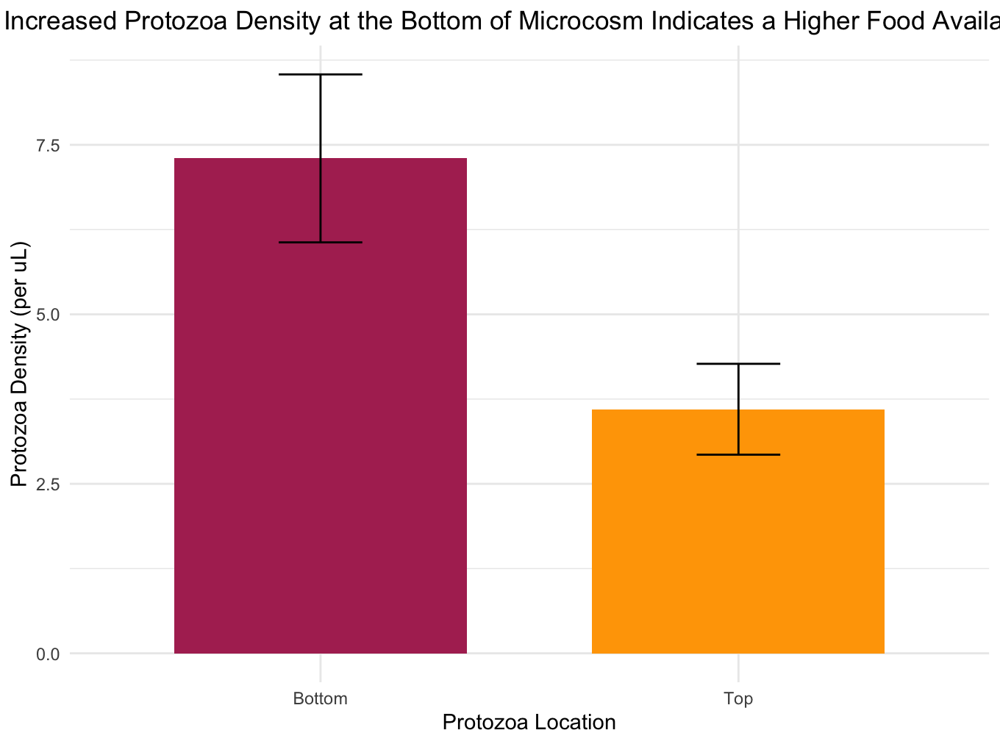 Increased Protozoa Density at the Bottom of Microcosm Indicates a Higher Food Availa
Protozoa Density (per uL)
7.5
5.0
2.5
0.0
Bottom
Top
Protozoa Location